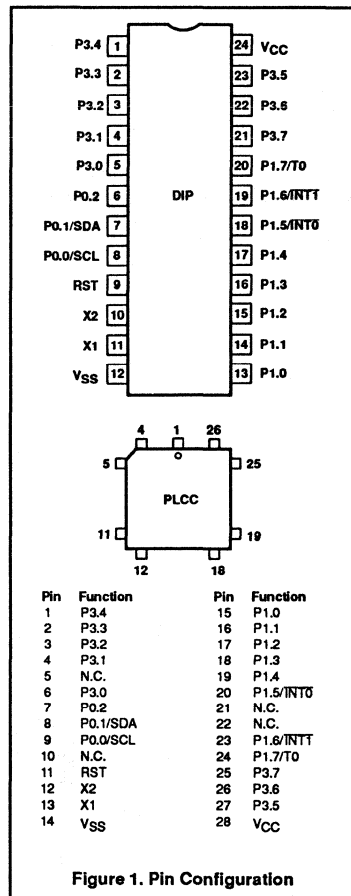 P3.4 1 24 VCC
P3.3 2 23 P3.5
P3.2 3 22 P3.6
P3.1 4 21 P3.7
P3.0 5 20 P1.7/T0
P0.2 6 DIP 19 P1.6/INT1
P0.1/SDA 7 18 P1.5/INT0
P0.0/SCL 8 17 P1.4
RST 9 16 P1.3
X2 10 15 P1.2
X1 11 14 P1.1
VSS 12 13 P1.0
4 1 26
5 25
PLCC
11 19
12 18
Pin Function Pin Function
1 P3.4 15 P1.0
2 P3.3 16 P1.1
3 P3.2 17 P1.2
4 P3.1 18 P1.3
5 N.C. 19 P1.4
6 P3.0 20 P1.5/INT0
7 P0.2 21 N.C.
8 P0.1/SDA 22 N.C.
9 P0.0/SCL 23 P1.6/INT1
10 N.C. 24 P1.7/T0
11 RST 25 P3.7
12 X2 26 P3.6
13 X1 27 P3.5
14 VSS 28 VCC
Figure 1. Pin Configuration